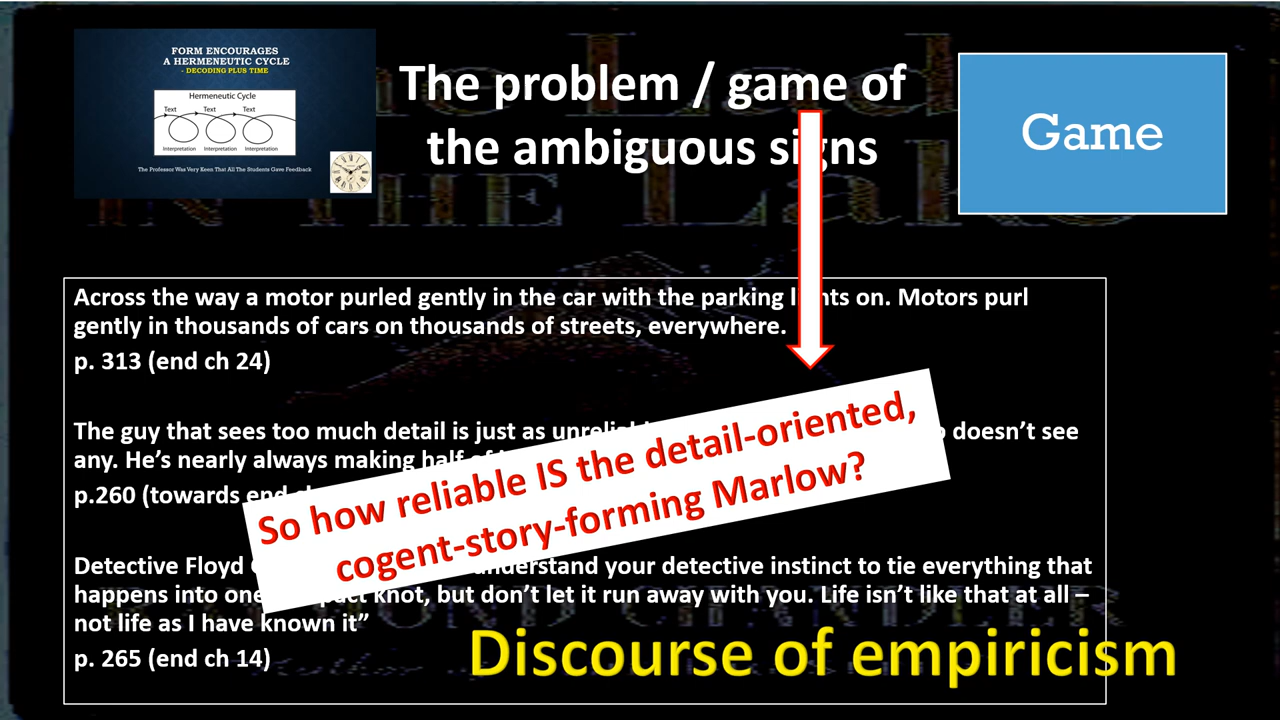 FORM ENCOURAGES
A HERMENEUTIC CYCLE
- DECODING PLUS TIME
Hermeneutic Cycle
Text Text Text
Interpretation Interpretation Interpretation
The Professor Was Very Keen That All The Students Gave Feedback
The problem / game of
the ambiguous signs
Game
Across the way a motor purled gently in the car with the parking lights on. Motors purl
gently in thousands of cars on thousands of streets, everywhere.
p. 313 (end ch 24)
The guy that sees too much detail is just as doesn’t see
any. He’s nearly always making half
p.260 (towards end
So how reliable IS the detail-oriented,
cogent-story-forming Marlow?
Detective Floyd understand your detective instinct to tie everything that
happens into one knot, but don’t let it run away with you. Life isn’t like that at all –
not life as I have known it”
p. 265 (end ch 14)
Discourse of empiricism
IN THE LAKE